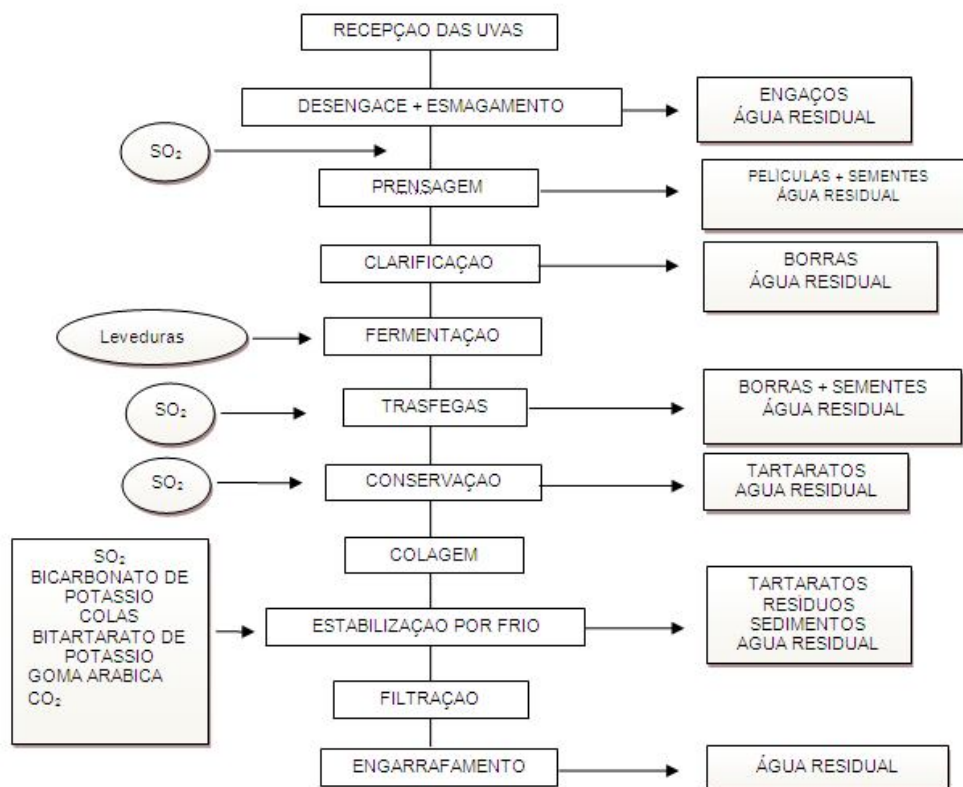 RECEPÇAO DAS UVAS
DESENGACE + ESMAGAMENTO
ENGAÇOS
ÁGUA RESIDUAL
SO₂
PRENSAGEM
PELÍCULAS + SEMENTES
ÁGUA RESIDUAL
CLARIFICAÇAO
BORRAS
ÁGUA RESIDUAL
Leveduras
FERMENTAÇAO
SO₂
TRASFEGAS
BORRAS + SEMENTES
ÁGUA RESIDUAL
SO₂
CONSERVAÇAO
TARTARATOS
AGUA RESIDUAL
COLAGEM
SO₂
BICARBONATO DE
POTASSIO
COLAS
BITARTARATO DE
POTASSIO
GOMA ARABICA
CO₂
ESTABILIZAÇAO POR FRIO
TARTARATOS
RESÍDUOS
SEDIMENTOS
AGUA RESIDUAL
FILTRAÇAO
ENGARRAFAMENTO
ÁGUA RESIDUAL